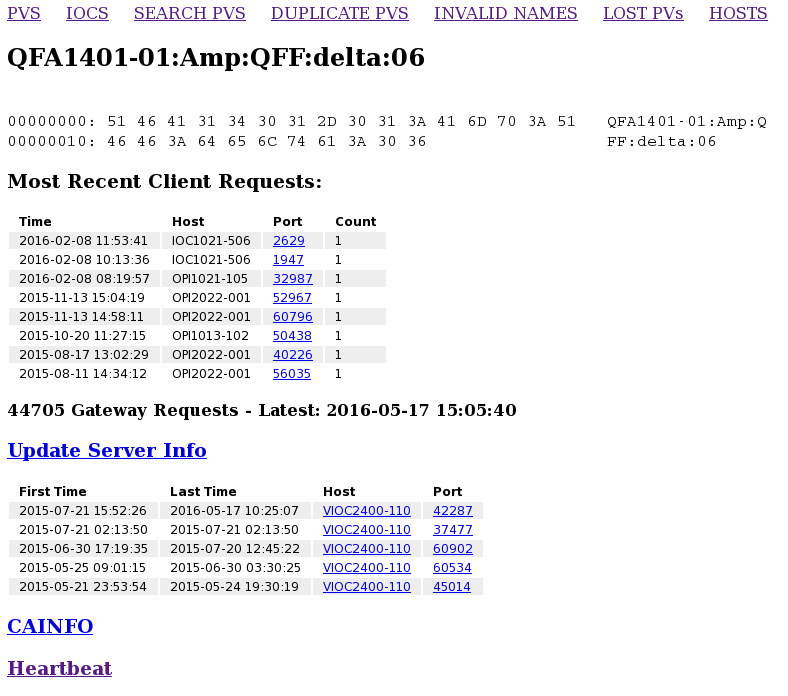 PVS IOCS SEARCH PVS DUPLICATE PVS INVALID NAMES LOST PVs HOSTS
QFA1401-01:Amp:QFF:delta:06
00000000: 51 46 41 31 34 30 31 2D 30 31 3A 41 6D 70 3A 51 QFA1401-01:Amp:Q
00000010: 46 46 3A 64 65 6C 74 61 3A 30 36 FF:delta:06
Most Recent Client Requests:
Time Host Port Count
2016-02-08 11:53:41 IOC1021-506 2629 1
2016-02-08 10:13:36 IOC1021-506 1947 1
2016-02-08 08:19:57 OPI1021-105 32987 1
2015-11-13 15:04:19 OPI2022-001 52967 1
2015-11-13 14:58:11 OPI2022-001 60796 1
2015-10-20 11:27:15 OPI1013-102 50438 1
2015-08-17 13:02:29 OPI2022-001 40226 1
2015-08-11 14:34:12 OPI2022-001 56035 1
44705 Gateway Requests - Latest: 2016-05-17 15:05:40
Update Server Info
First Time Last Time Host Port
2015-07-21 15:52:26 2016-05-17 10:25:07 VIOC2400-110 42287
2015-07-21 02:13:50 2015-07-21 02:13:50 VIOC2400-110 37477
2015-06-30 17:19:35 2015-07-20 12:45:22 VIOC2400-110 60902
2015-05-25 09:01:15 2015-06-30 03:30:25 VIOC2400-110 60534
2015-05-21 23:53:54 2015-05-24 19:30:19 VIOC2400-110 45014
CAINFO
Heartbeat